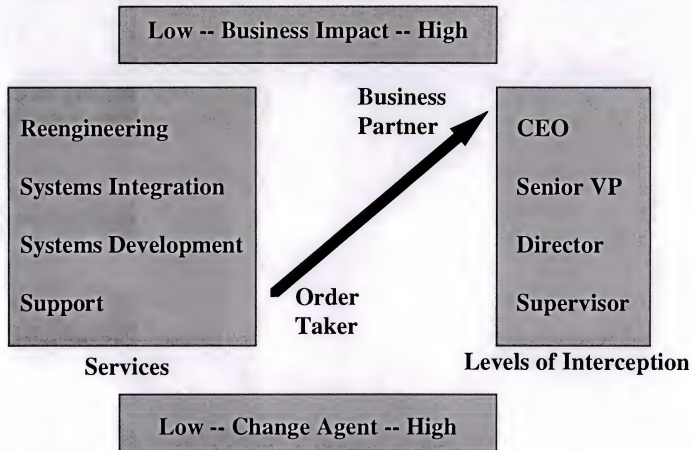 Low -- Business Impact -- High
Business
Partner
Reengineering
Systems Integration
Systems Development
Support
Services
Order
Taker
CEO
Senior VP
Director
Supervisor
Levels of Interception
Low -- Change Agent -- High